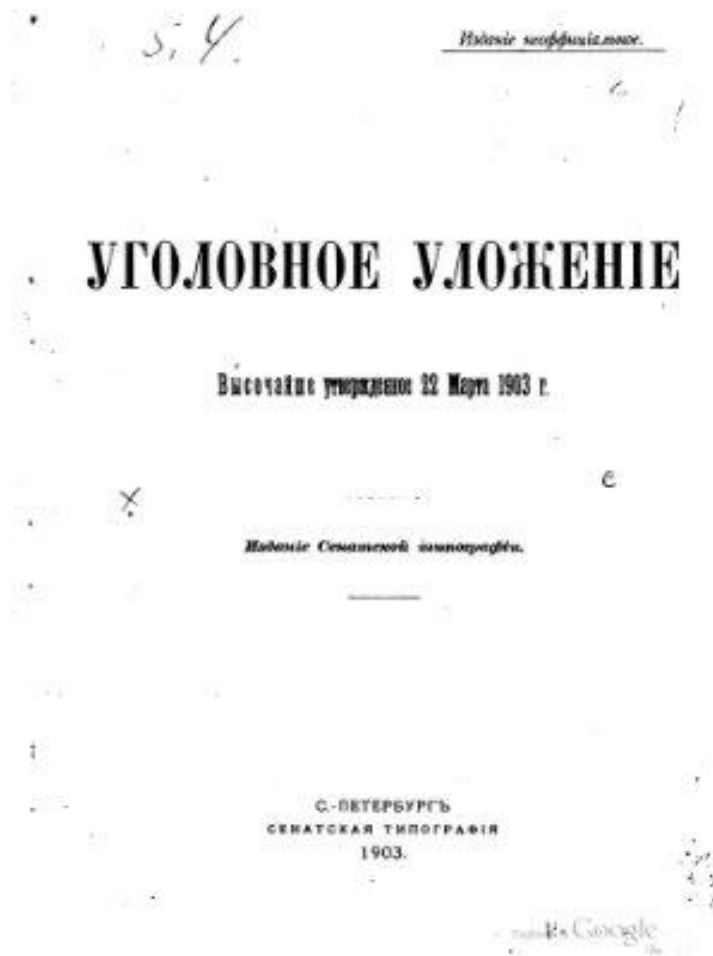 5.4.
Изданіе неоффиціальное.
УГОЛОВНОЕ УЛОЖЕНІЕ
Высочайше утвержденное 22 Марта 1903 г.
Изданіе Сенатской типографіи.
С.-ПЕТЕРБУРГЪ
СЕНАТСКАЯ ТИПОГРАФІЯ
1903.
Google